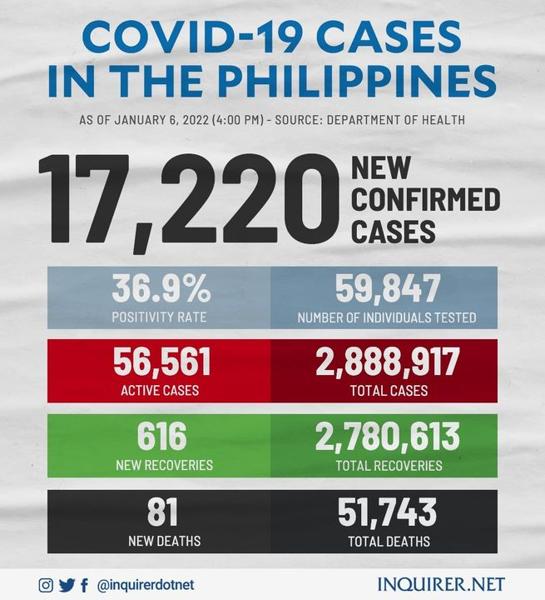 COVID-19 CASES
IN THE PHILIPPINES
AS OF JANUARY 6, 2022 (4:00 PM) - SOURCE: DEPARTMENT OF HEALTH
17,220
NEW
CONFIRMED
CASES
36.9%
POSITIVITY RATE
59,847
NUMBER OF INDIVIDUALS TESTED
56,561
ACTIVE CASES
2,888,917
TOTAL CASES
616
NEW RECOVERIES
2,780,613
TOTAL RECOVERIES
81
NEW DEATHS
51,743
TOTAL DEATHS
@inquirerdotnet
INQUIRER.NET